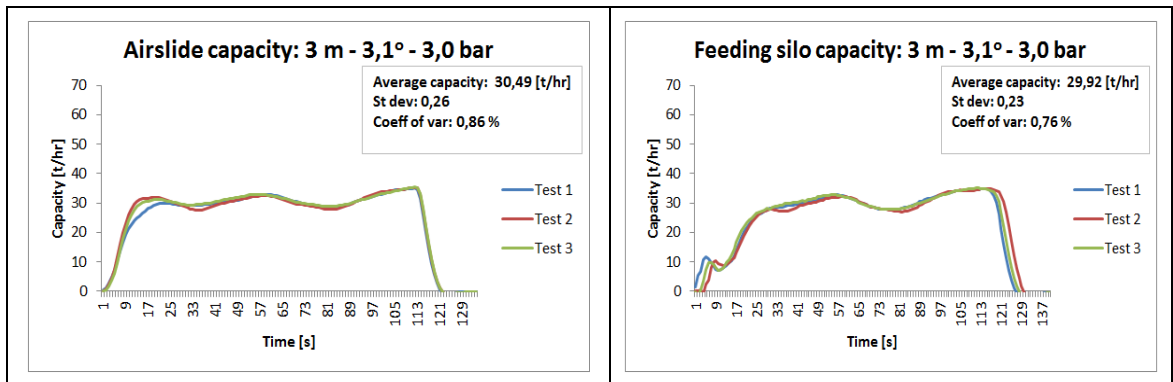 Airslide capacity: 3 m - 3,1° - 3,0 bar
Average capacity: 30,49 [t/hr]
St dev: 0,26
Coeff of var: 0,86 %
Capacity [t/hr]
70
60
50
40
30
20
10
0
1
9
17
25
33
41
49
57
65
73
81
89
97
105
113
121
129
Time [s]
Test 1
Test 2
Test 3
Feeding silo capacity: 3 m - 3,1° - 3,0 bar
Average capacity: 29,92 [t/hr]
St dev: 0,23
Coeff of var: 0,76 %
Capacity [t/hr]
70
60
50
40
30
20
10
0
1
9
17
25
33
41
49
57
65
73
81
89
97
105
113
121
129
137
Time [s]
Test 1
Test 2
Test 3